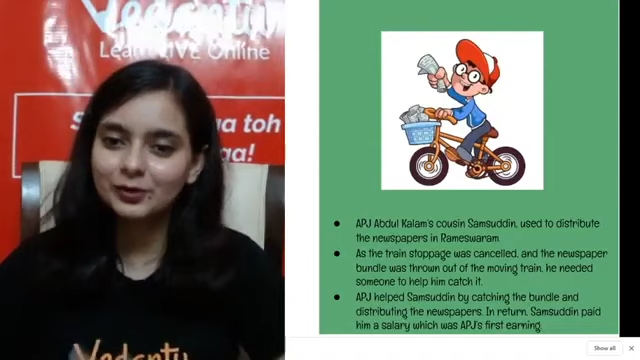 Vedantu
Learn LIVE Online
toh
Vedantu
● APJ Abdul Kalam's cousin Samsuddin, used to distribute
the newspapers in Rameswaram.
● As the train stoppage was cancelled, and the newspaper
bundle was thrown out of the moving train, he needed
someone to help him catch it.
● APJ helped Samsuddin by catching the bundle and
distributing the newspapers. In return, Samsuddin paid
him a salary which was APJ's first earning.
Show all